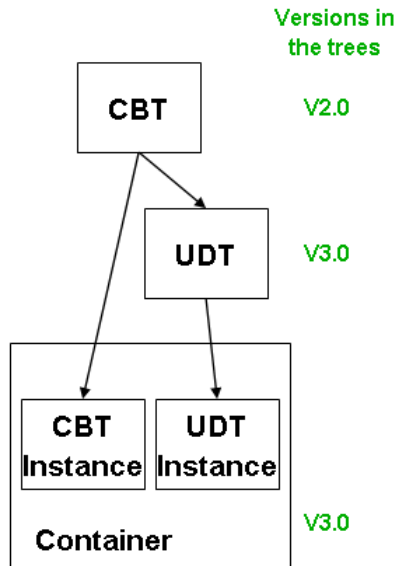 Versions in
the trees
CBT
V2.0
UDT
V3.0
CBT
Instance
UDT
Instance
V3.0
Container